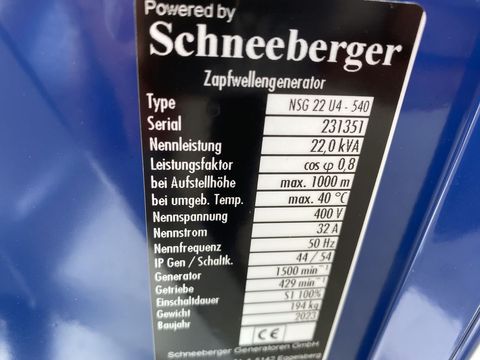 Powered by
Schneeberger
Zapfwellengenerator
Type NSG 22 U4 - 540
Serial 231351
Nennleistung 22,0 kVA
Leistungsfaktor cos φ 0,8
bei Aufstellhöhe max. 1000 m
bei umgeb. Temp. max. 40 °C
Nennspannung 400 V
Nennstrom 32 A
Nennfrequenz 50 Hz
IP Gen / Schaltk. 44 / 54
Generator 1500 min⁻¹
Getriebe 429 min⁻¹
Einschaltdauer S1 100%
Gewicht 194 kg
Baujahr 2023
CE
Schneeberger Generatoren GmbH
5142 Eggelsberg